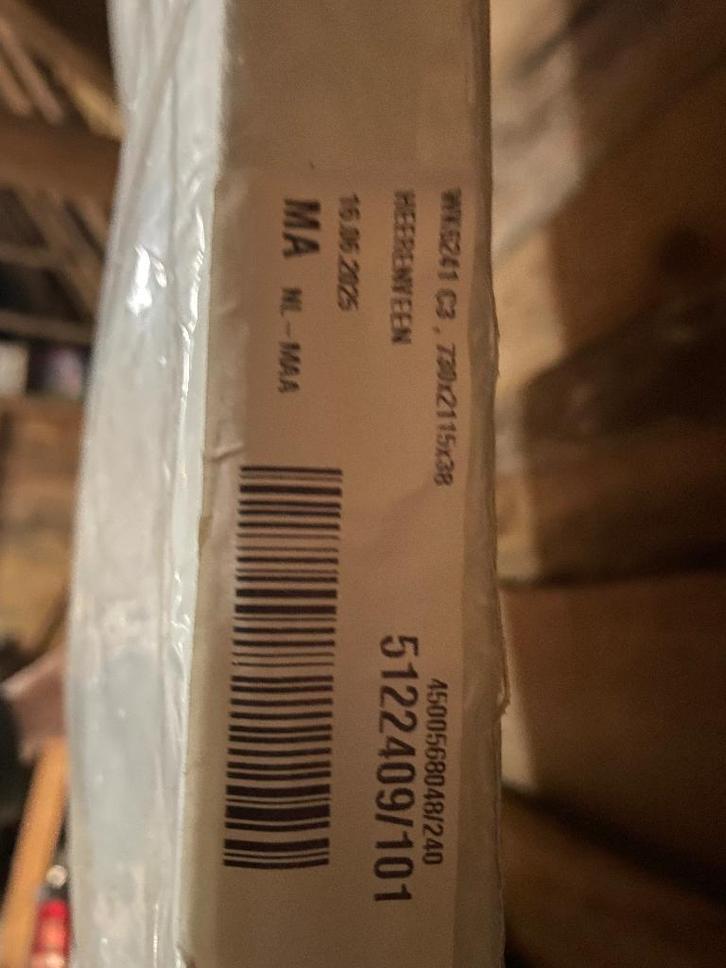 WK6241 C3 , 730x2115x38
HEERENVEEN
16.06.2025
MA NL-MAA
4500568048/240
5122409/101